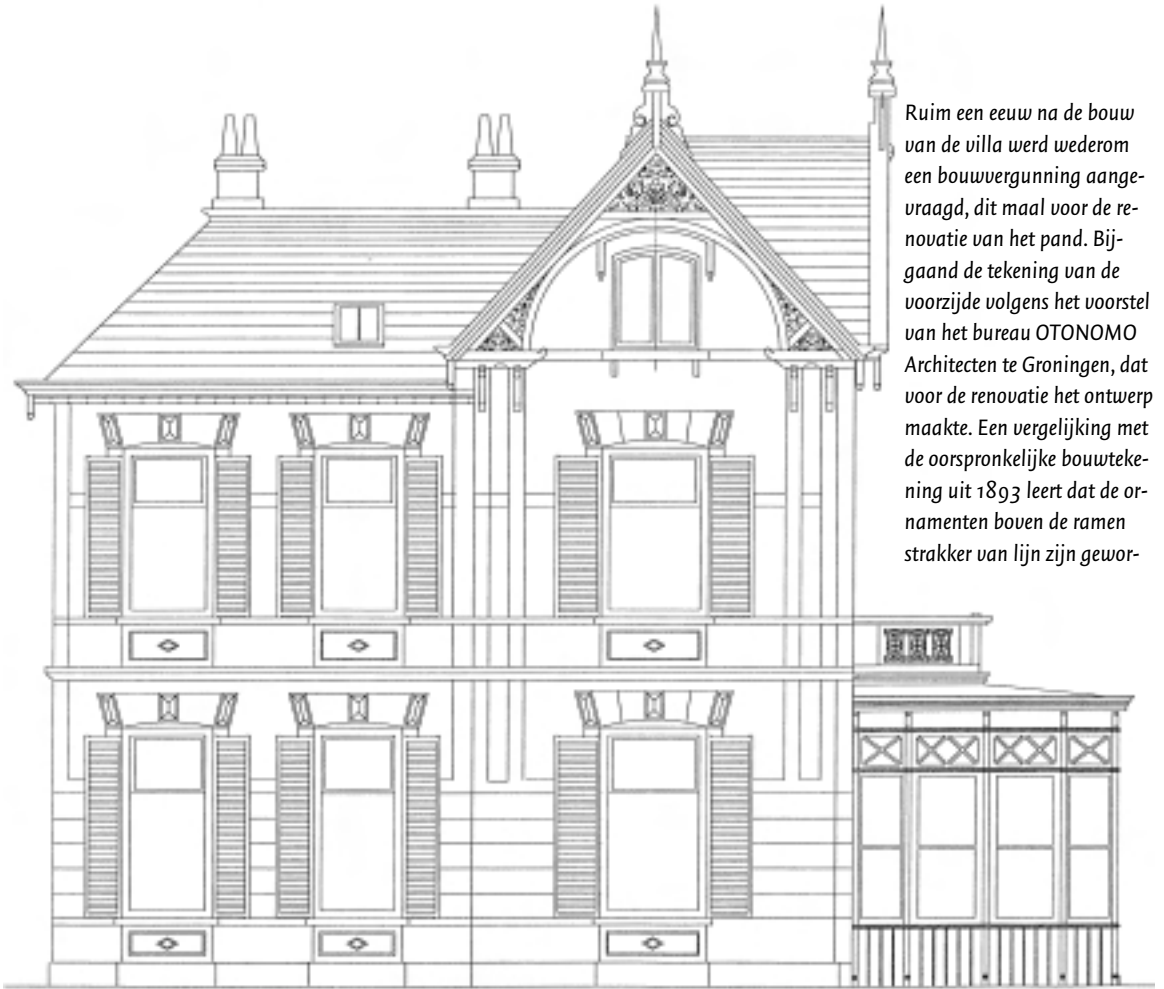 Ruim een eeuw na de bouw
van de villa werd wederom
een bouwvergunning aange-
vraagd, dit maal voor de re-
novatie van het pand. Bij-
gaand de tekening van de
voorzijde volgens het voorstel
van het bureau OTONOMO
Architecten te Groningen, dat
voor de renovatie het ontwerp
maakte. Een vergelijking met
de oorspronkelijke bouwteke-
ning uit 1893 leert dat de or-
namenten boven de ramen
strakker van lijn zijn gewor-